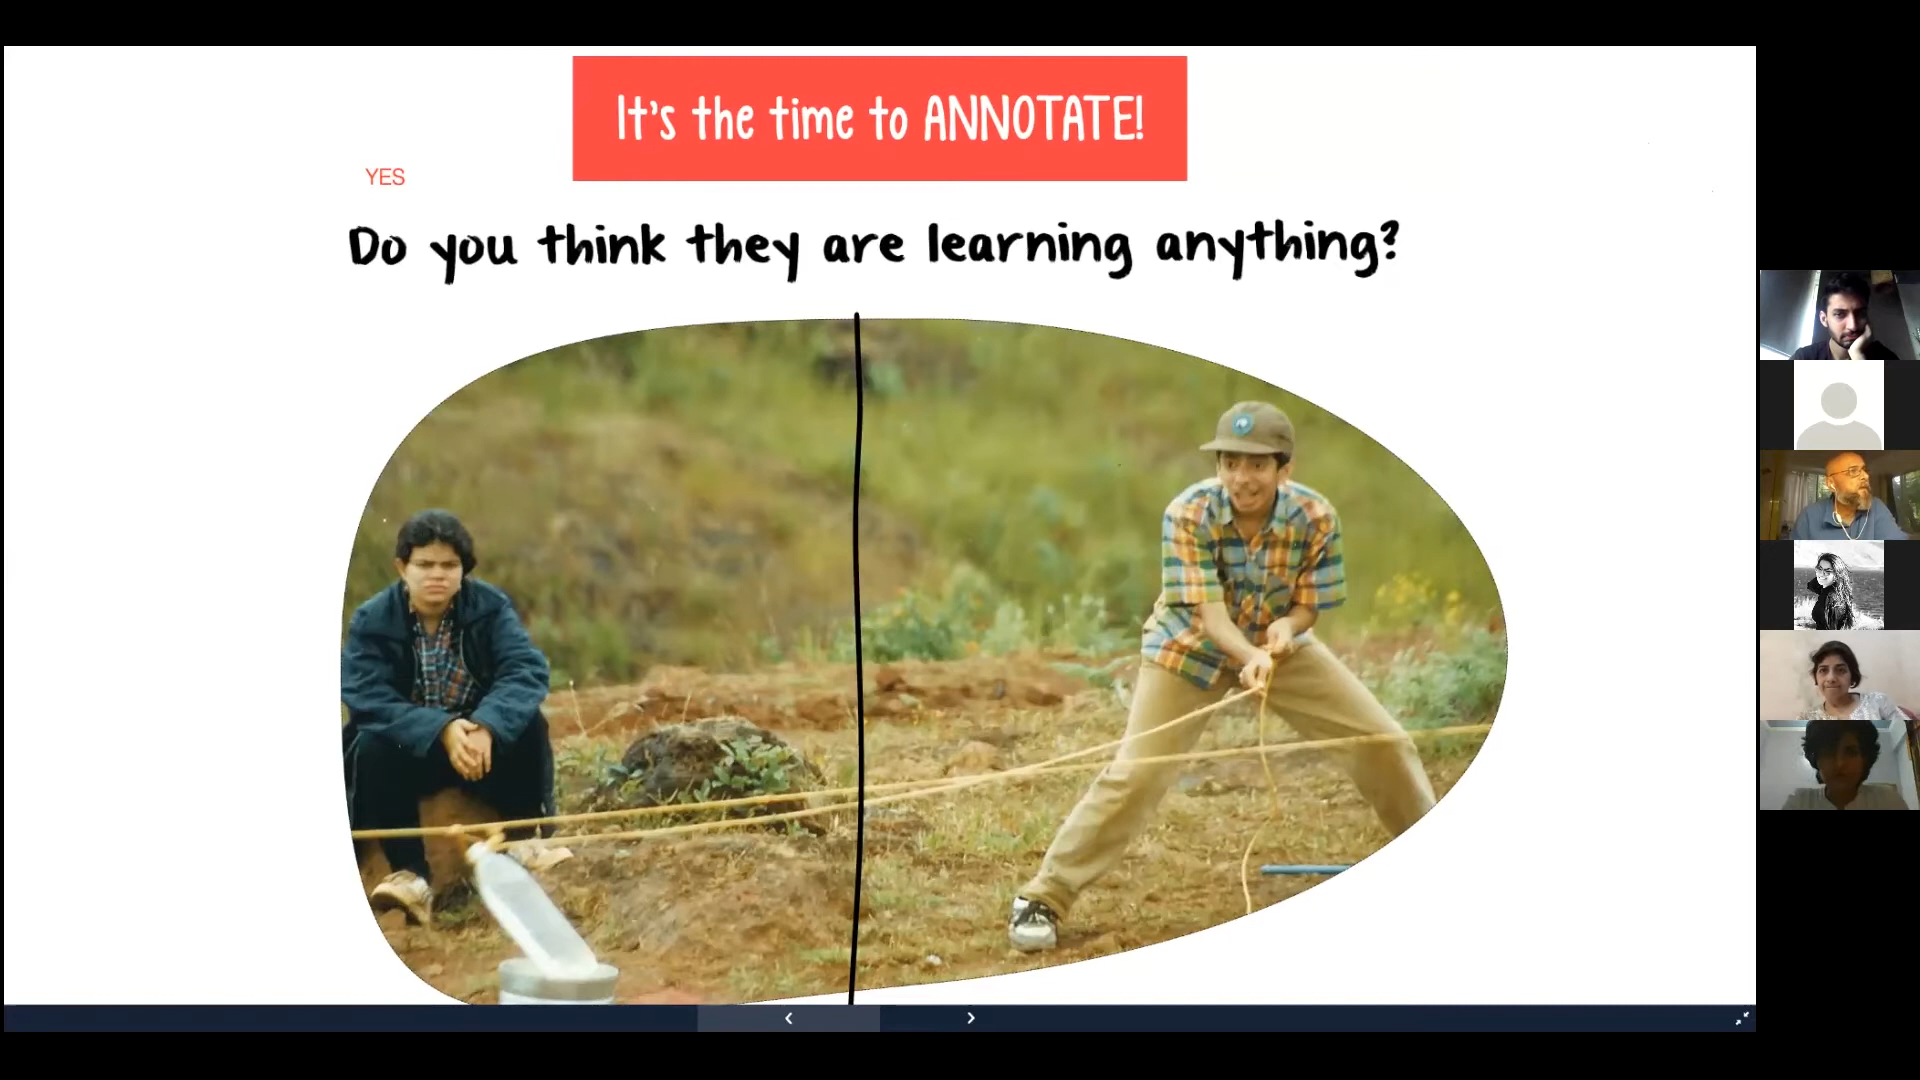 It's the time to ANNOTATE!
YES
Do you think they are learning anything?